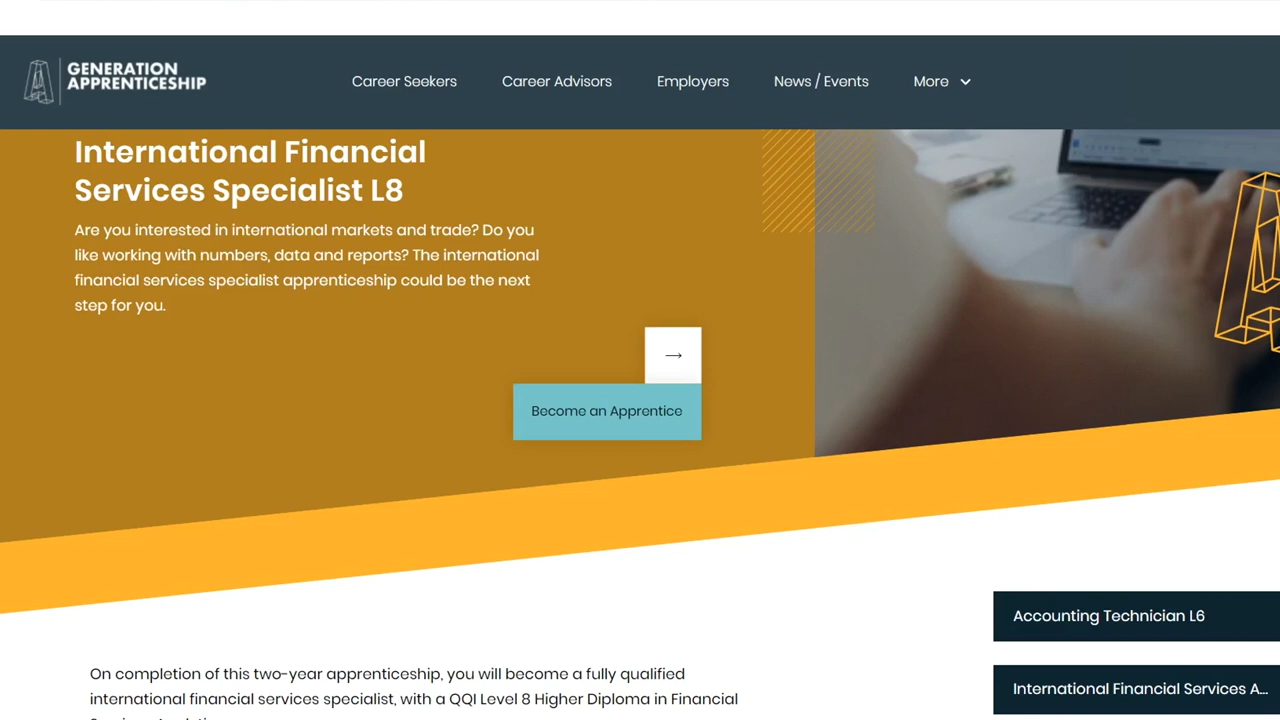 GENERATION
APPRENTICESHIP
Career Seekers
Career Advisors
Employers
News / Events
More
International Financial
Services Specialist L8
Are you interested in international markets and trade? Do you
like working with numbers, data and reports? The international
financial services specialist apprenticeship could be the next
step for you.
Become an Apprentice
Accounting Technician L6
International Financial Services A...
On completion of this two-year apprenticeship, you will become a fully qualified
international financial services specialist, with a QQI Level 8 Higher Diploma in Financial